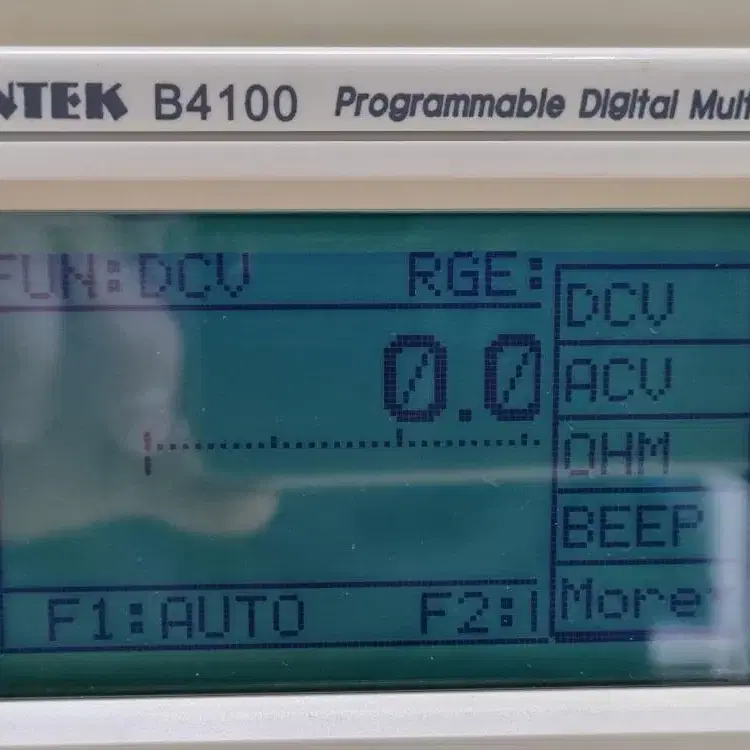 NTEK B4100 Programmable Digital Mult
FUN:DCV RGE:
DCV
0.0
ACV
OHM
BEEP
F1:AUTO F2:
More